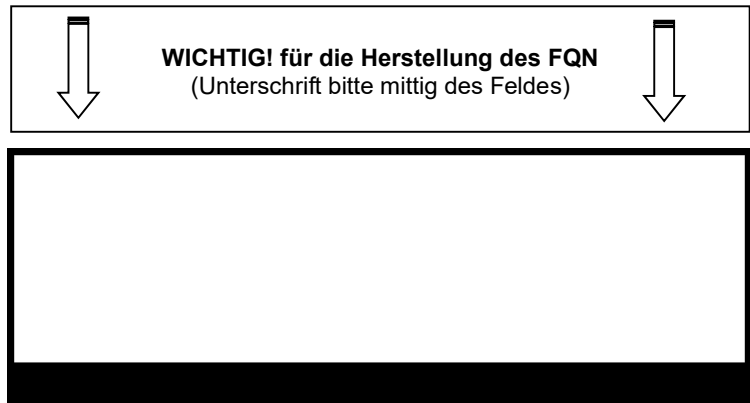 WICHTIG! für die Herstellung des FQN
(Unterschrift bitte mittig des Feldes)